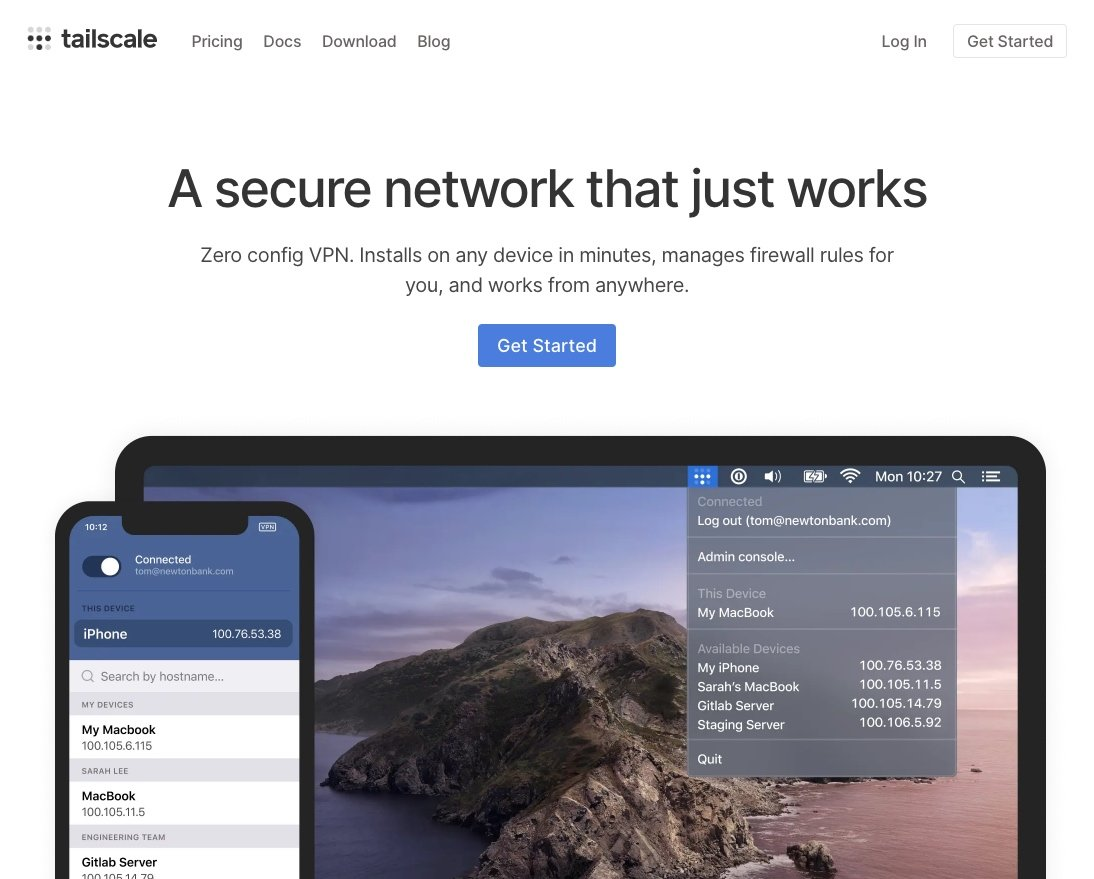 tailscale
Pricing
Docs
Download
Blog
Log In
Get Started
A secure network that just works
Zero config VPN. Installs on any device in minutes, manages firewall rules for
you, and works from anywhere.
Get Started
Mon 10:27
Connected
Log out (tom@newtonbank.com)
Admin console...
This Device
My MacBook 100.105.6.115
Available Devices
My iPhone 100.76.53.38
Sarah's MacBook 100.105.11.5
Gitlab Server 100.105.14.79
Staging Server 100.106.5.92
Quit
10:12
VPN
Connected
tom@newtonbank.com
THIS DEVICE
iPhone 100.76.53.38
Search by hostname...
MY DEVICES
My Macbook
100.105.6.115
SARAH LEE
MacBook
100.105.11.5
ENGINEERING TEAM
Gitlab Server
100.105.14.79